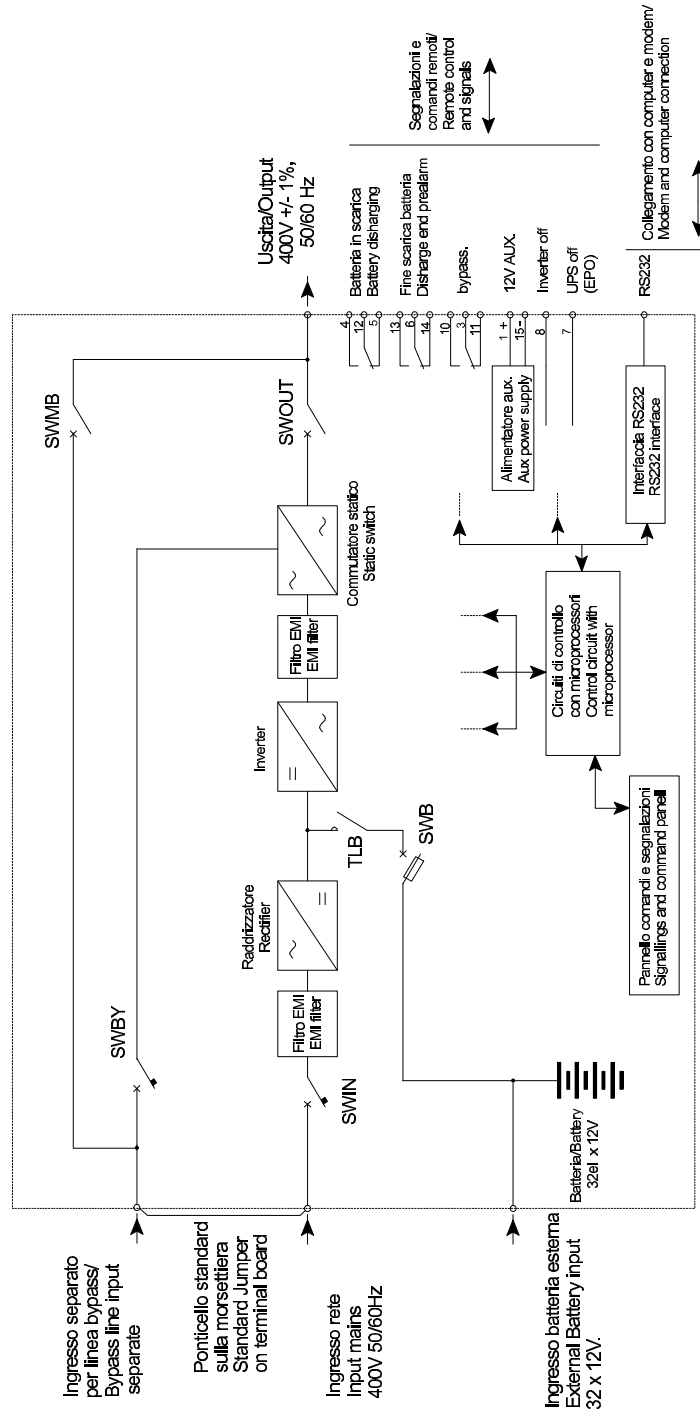 Ingresso separato
per linea bypass/
Bypass line input
separate
Ponticello standard
sulla morsettiera
Standard Jumper
on terminal board
Ingresso rete
Input mains
400V 50/60Hz
Ingresso batteria esterna
External Battery input
32 x 12V.
SWBY
SWIN
Filtro EMI
EMI filter
Raddrizzatore
Rectifier
~
=
Batteria/Battery
32el x 12V
TLB
SWB
Inverter
=
~
Filtro EMI
EMI filter
~
~
Commutatore statico
Static switch
SWMB
SWOUT
Pannello comandi e segnalazioni
Signallings and command panel
Circuiti di controllo
con microprocessori
Control circuit with
microprocessor
Alimentatore aux.
Aux power supply
Interfaccia RS232
RS232 interface
Uscita/Output
400V +/- 1%,
50/60 Hz
4
12
5
Batteria in scarica
Battery disharging
13
6
14
Fine scarica batteria
Disharge end prealarm
10
3
11
bypass.
1 +
15-
12V AUX.
8
Inverter off
7
UPS off
(EPO)
RS232
Segnalazioni e
comandi remoti/
Remote control
and signals
Collegamento con computer e modem/
Modem and computer connection